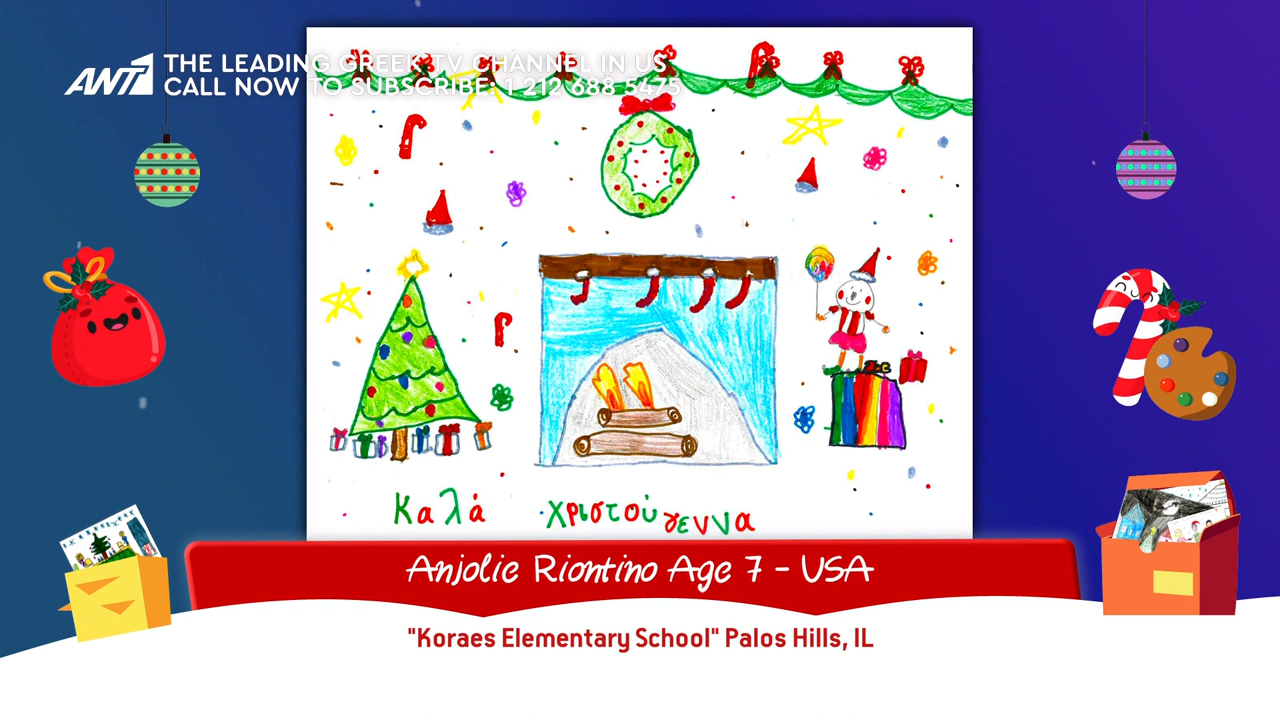 ANT1
THE LEADING GREEK TV CHANNEL IN US
CALL NOW TO SUBSCRIBE: 1 212 688 5475
Καλά Χριστούγεννα
Anjolie Riontino Age 7 - USA
"Koraes Elementary School" Palos Hills, IL